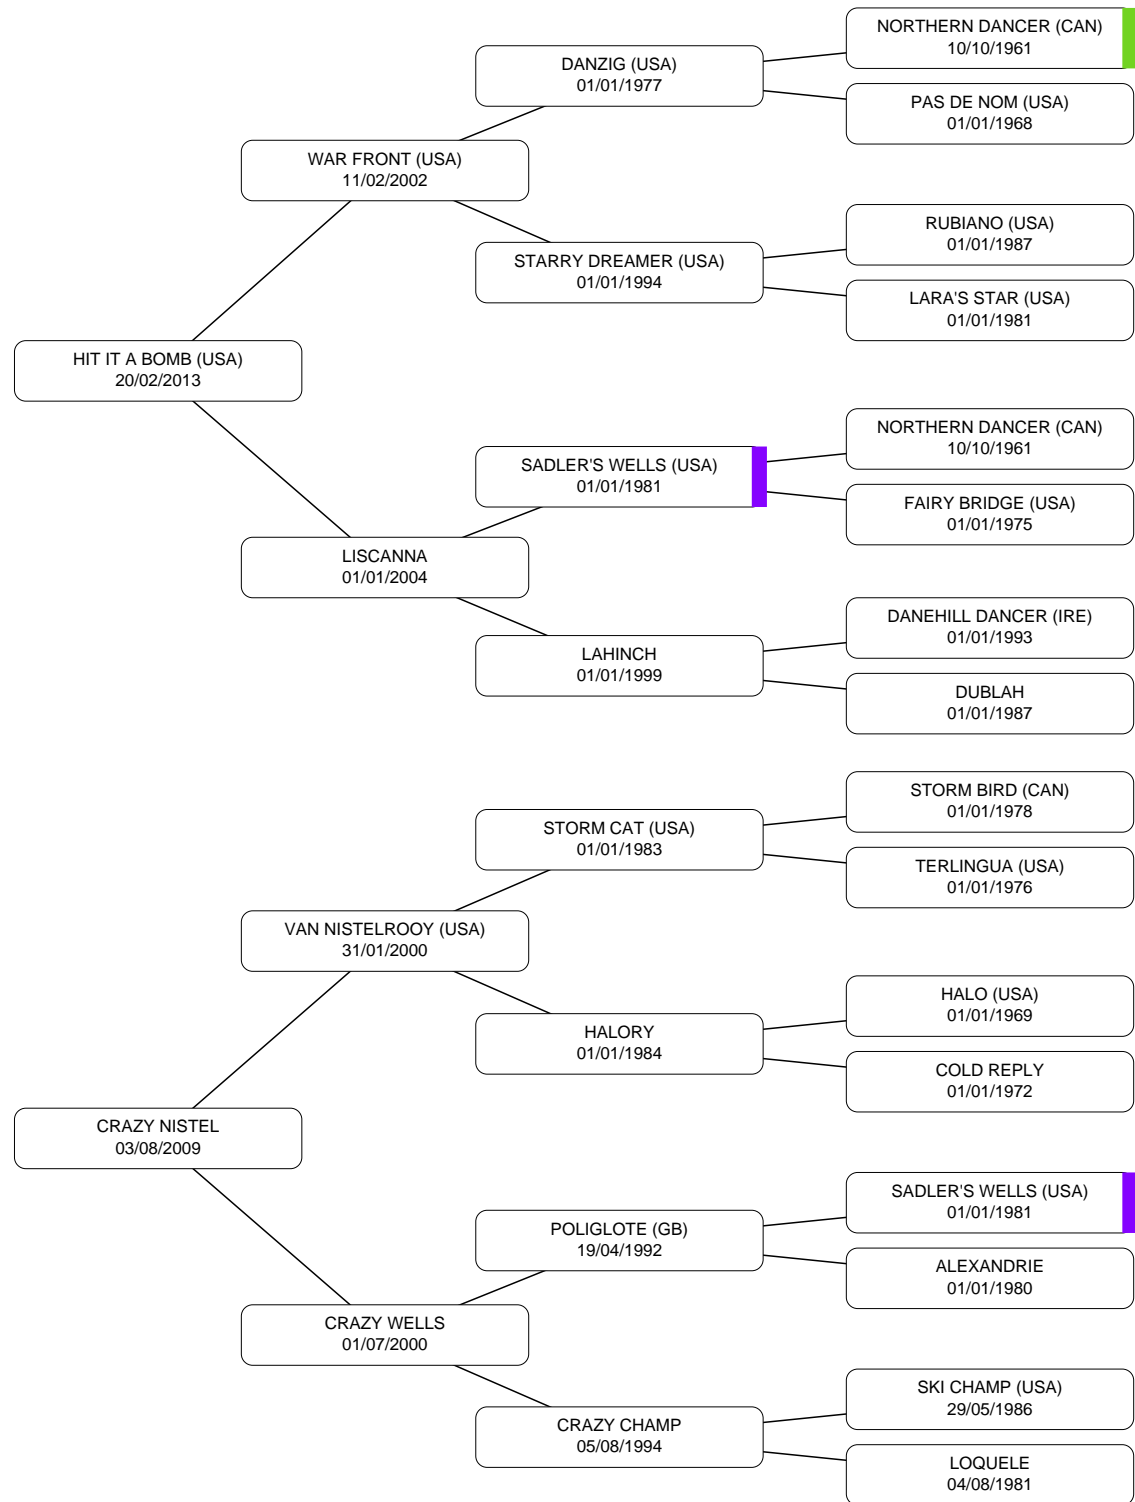 NORTHERN DANCER (CAN)
10/10/1961
DANZIG (USA)
01/01/1977
PAS DE NOM (USA)
01/01/1968
WAR FRONT (USA)
11/02/2002
RUBIANO (USA)
01/01/1987
STARRY DREAMER (USA)
01/01/1994
LARA'S STAR (USA)
01/01/1981
HIT IT A BOMB (USA)
20/02/2013
NORTHERN DANCER (CAN)
10/10/1961
SADLER'S WELLS (USA)
01/01/1981
FAIRY BRIDGE (USA)
01/01/1975
LISCANNA
01/01/2004
DANEHILL DANCER (IRE)
01/01/1993
LAHINCH
01/01/1999
DUBLAH
01/01/1987
STORM BIRD (CAN)
01/01/1978
STORM CAT (USA)
01/01/1983
TERLINGUA (USA)
01/01/1976
VAN NISTELROOY (USA)
31/01/2000
HALO (USA)
01/01/1969
HALORY
01/01/1984
COLD REPLY
01/01/1972
CRAZY NISTEL
03/08/2009
SADLER'S WELLS (USA)
01/01/1981
POLIGLOTE (GB)
19/04/1992
ALEXANDRIE
01/01/1980
CRAZY WELLS
01/07/2000
SKI CHAMP (USA)
29/05/1986
CRAZY CHAMP
05/08/1994
LOQUELE
04/08/1981